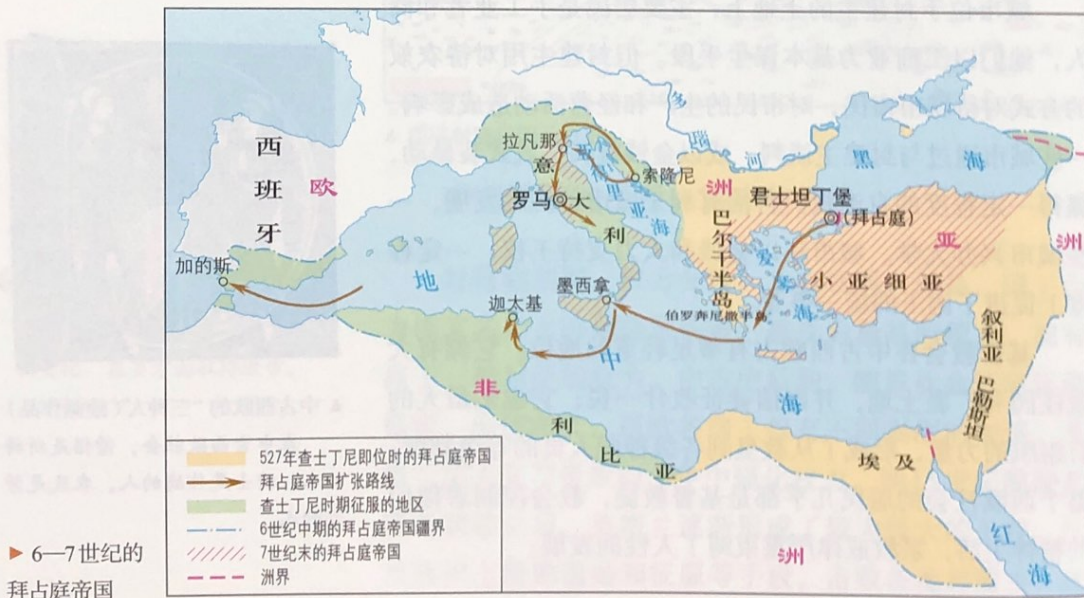 西班牙
欧
洲
多瑙河
黑海
拉凡那
意大利
亚得里亚海
索隆尼
罗马
君士坦丁堡
(拜占庭)
巴尔干半岛
爱琴海
亚
洲
小亚细亚
加的斯
地中海
迦太基
墨西拿
伯罗奔尼撒半岛
叙利亚
巴勒斯坦
非
洲
利比亚
埃及
红海
527年查士丁尼即位时的拜占庭帝国
拜占庭帝国扩张路线
查士丁尼时期征服的地区
6世纪中期的拜占庭帝国疆界
7世纪末的拜占庭帝国
洲界
▶ 6—7世纪的
拜占庭帝国